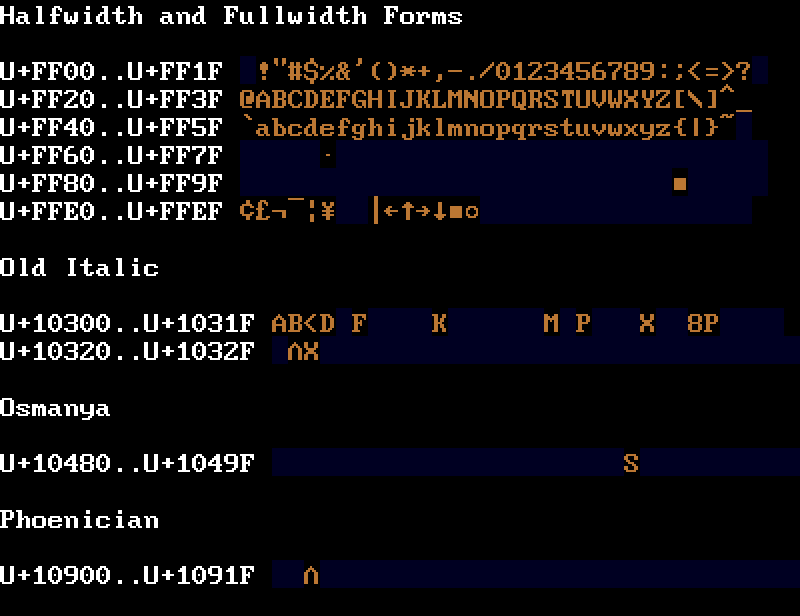 Halfwidth and Fullwidth Forms
U+FF00..U+FF1F  !"#$%&'()*+,-./0123456789:;<=>?
U+FF20..U+FF3F @ABCDEFGHIJKLMNOPQRSTUVWXYZ[\]^_
U+FF40..U+FF5F `abcdefghijklmnopqrstuvwxyz{|}~
U+FF60..U+FF7F      ·
U+FF80..U+FF9F                            ■
U+FFE0..U+FFEF ¢£¬¯¦¥  │←↑→↓■○
Old Italic
U+10300..U+1031F AB<D F    K      M P   X  8P
U+10320..U+1032F  ∩X
Osmanya
U+10480..U+1049F                       S
Phoenician
U+10900..U+1091F   ∩